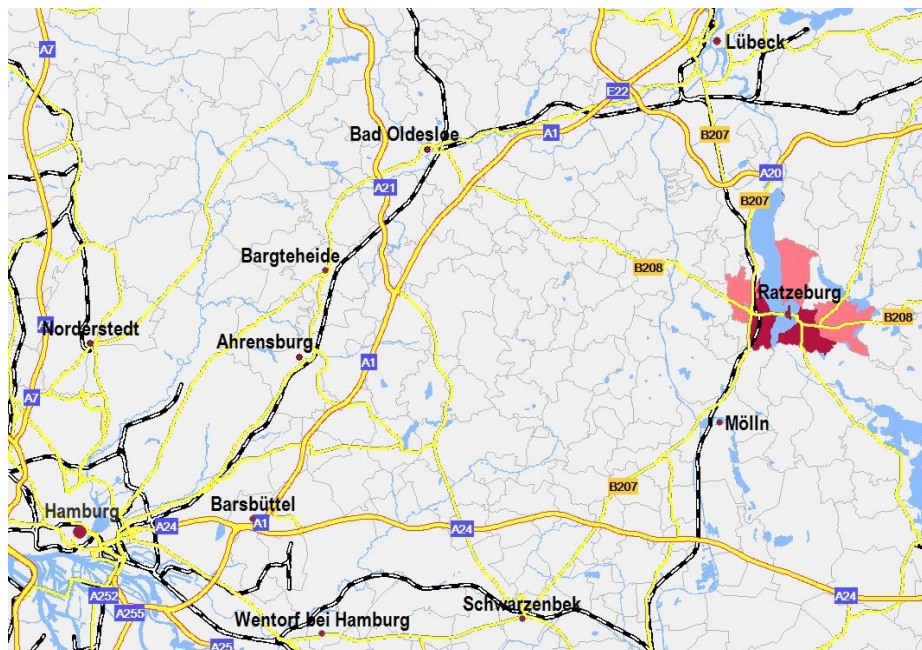 A7
Lübeck
E22
A1
B207
Bad Oldesloe
A20
A21
B207
Bargteheide
B208
Ratzeburg
B208
Norderstedt
Ahrensburg
A1
A7
Mölln
B207
Hamburg
Barsbüttel
A24
A1
A24
A252
A255
Schwarzenbek
A24
Wentorf bei Hamburg
A25